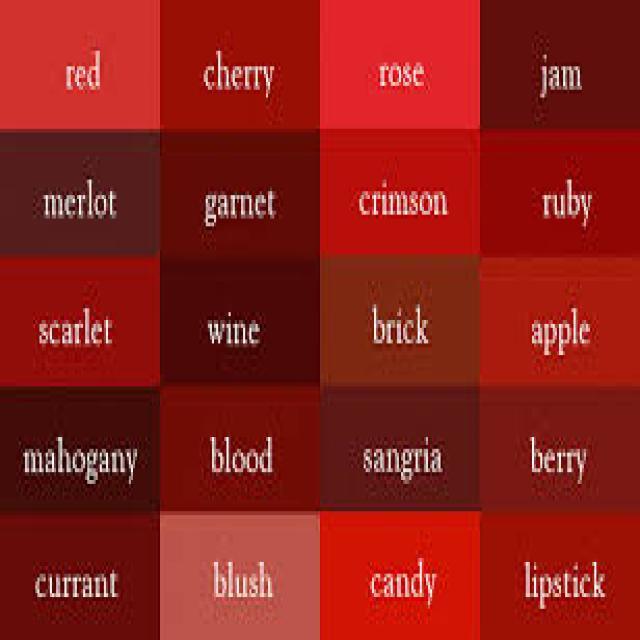 red cherry rose jam
merlot garnet crimson ruby
scarlet wine brick apple
mahogany blood sangria berry
currant blush candy lipstick